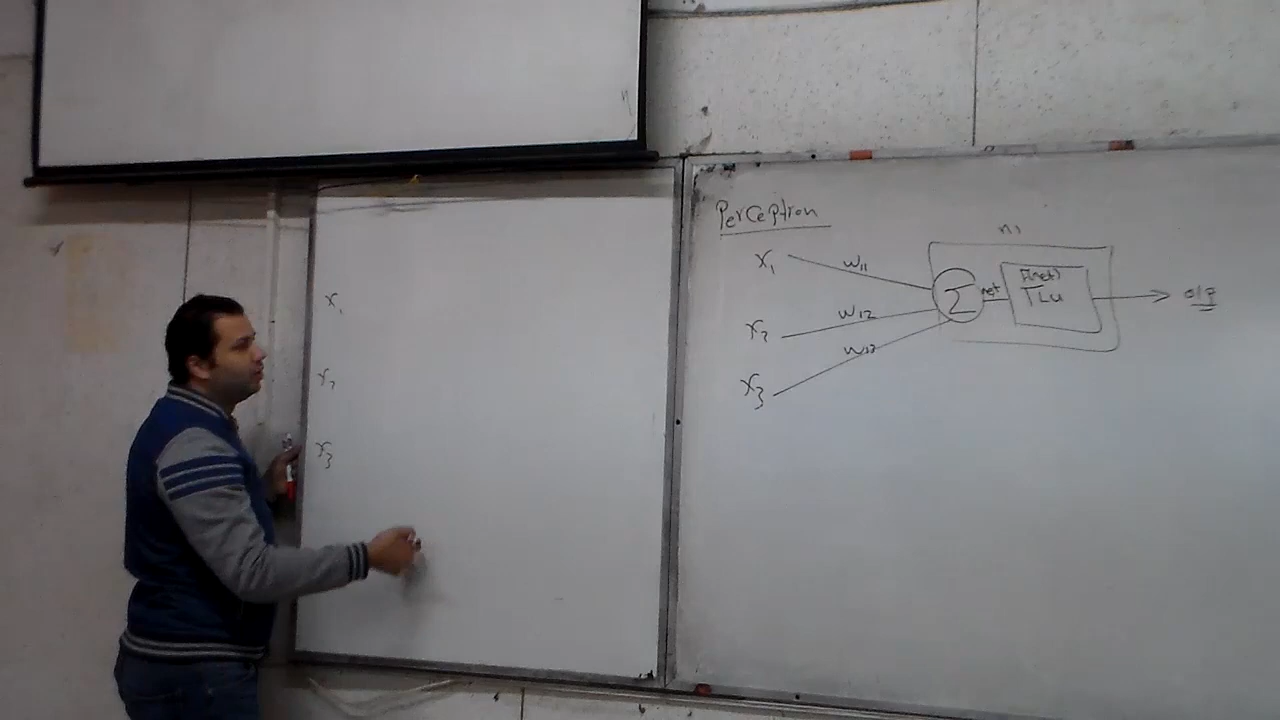 x1
x2
x3
Perceptron
n1
x1 w11
Σ net f(net)
TLU
o/p
x2 w12
x3 w13